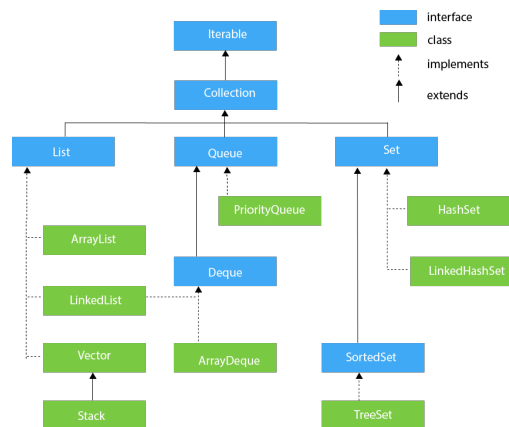 Iterable
interface
class
implements
extends
Collection
List
Queue
Set
PriorityQueue
HashSet
ArrayList
Deque
LinkedHashSet
LinkedList
Vector
ArrayDeque
SortedSet
Stack
TreeSet